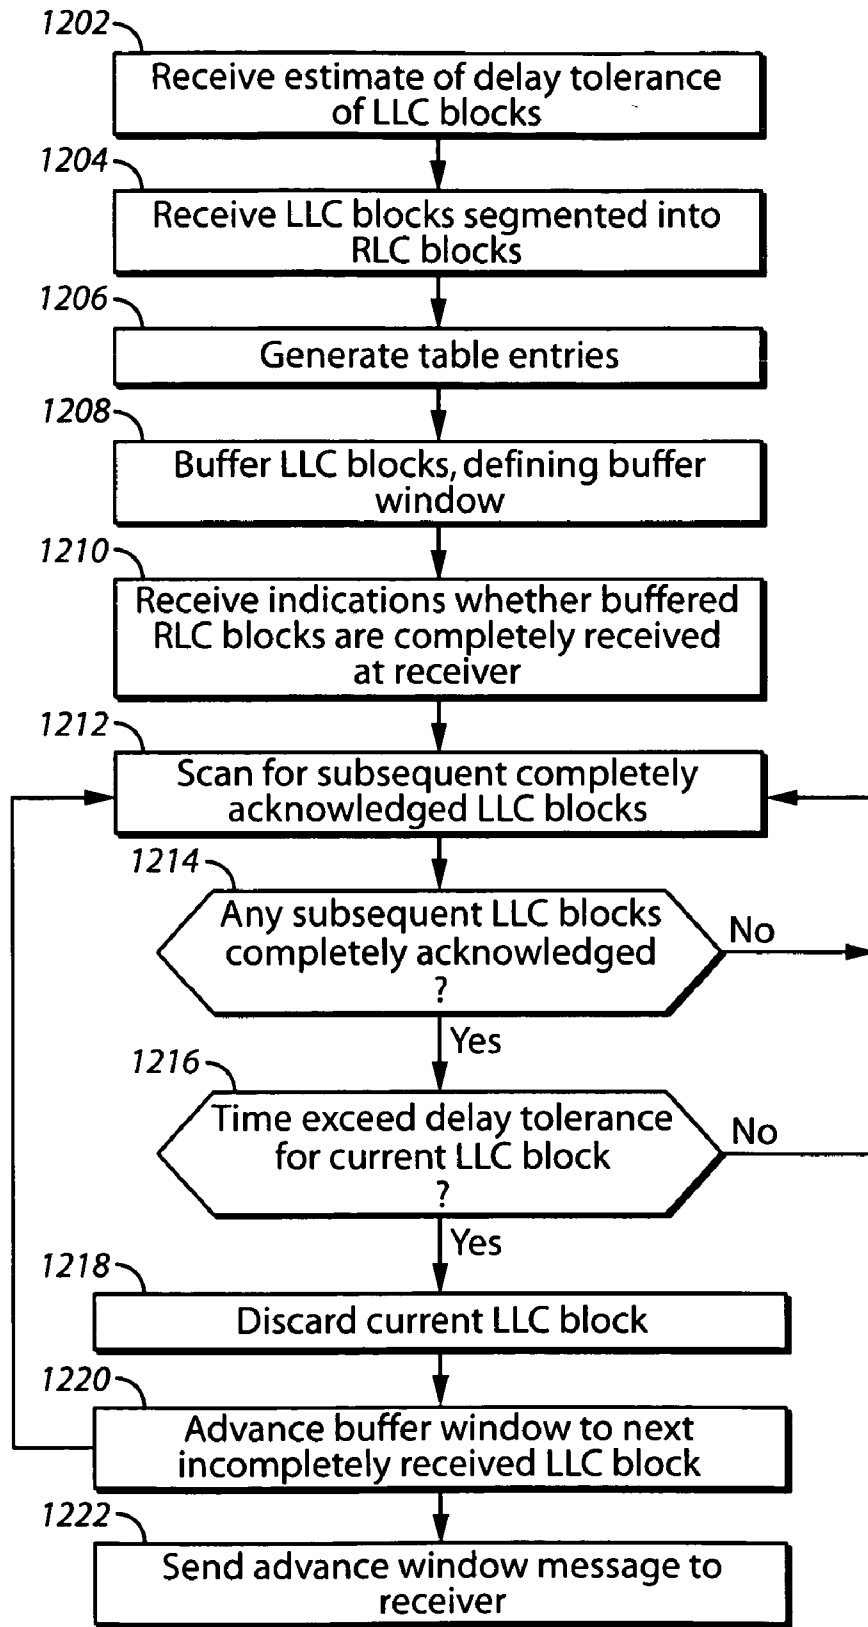 1202
Receive estimate of delay tolerance
of LLC blocks
1204
Receive LLC blocks segmented into
RLC blocks
1206
Generate table entries
1208
Buffer LLC blocks, defining buffer
window
1210
Receive indications whether buffered
RLC blocks are completely received
at receiver
1212
Scan for subsequent completely
acknowledged LLC blocks
1214
Any subsequent LLC blocks
completely acknowledged
?
No
Yes
1216
Time exceed delay tolerance
for current LLC block
?
No
Yes
1218
Discard current LLC block
1220
Advance buffer window to next
incompletely received LLC block
1222
Send advance window message to
receiver